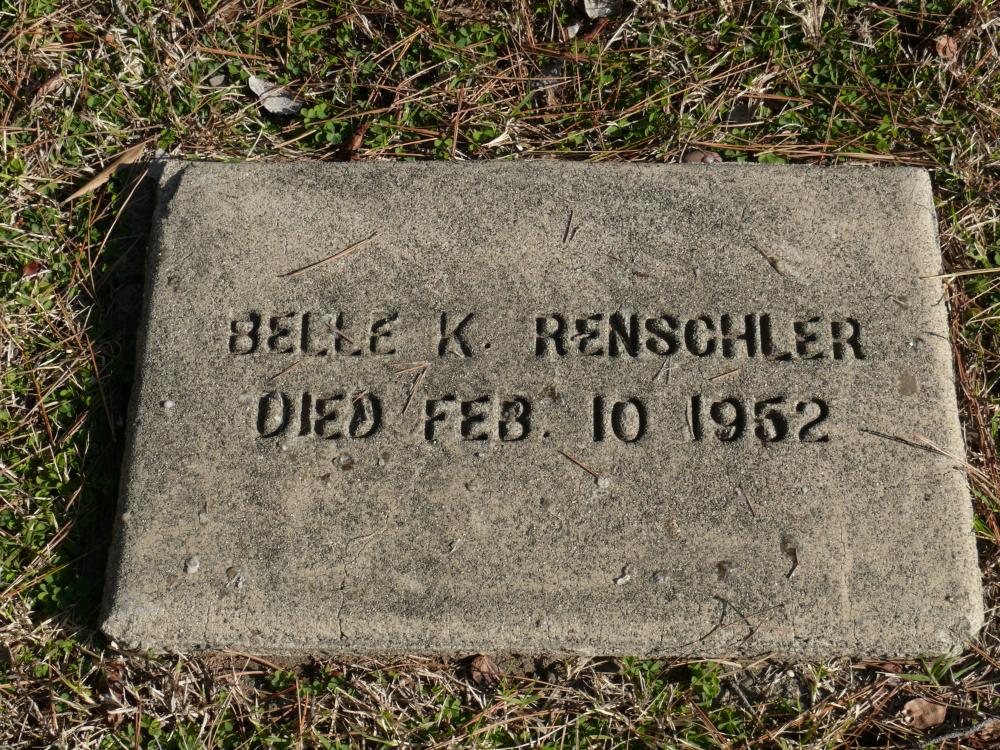 BELLE K. RENSCHLER
DIED FEB. 10 1952